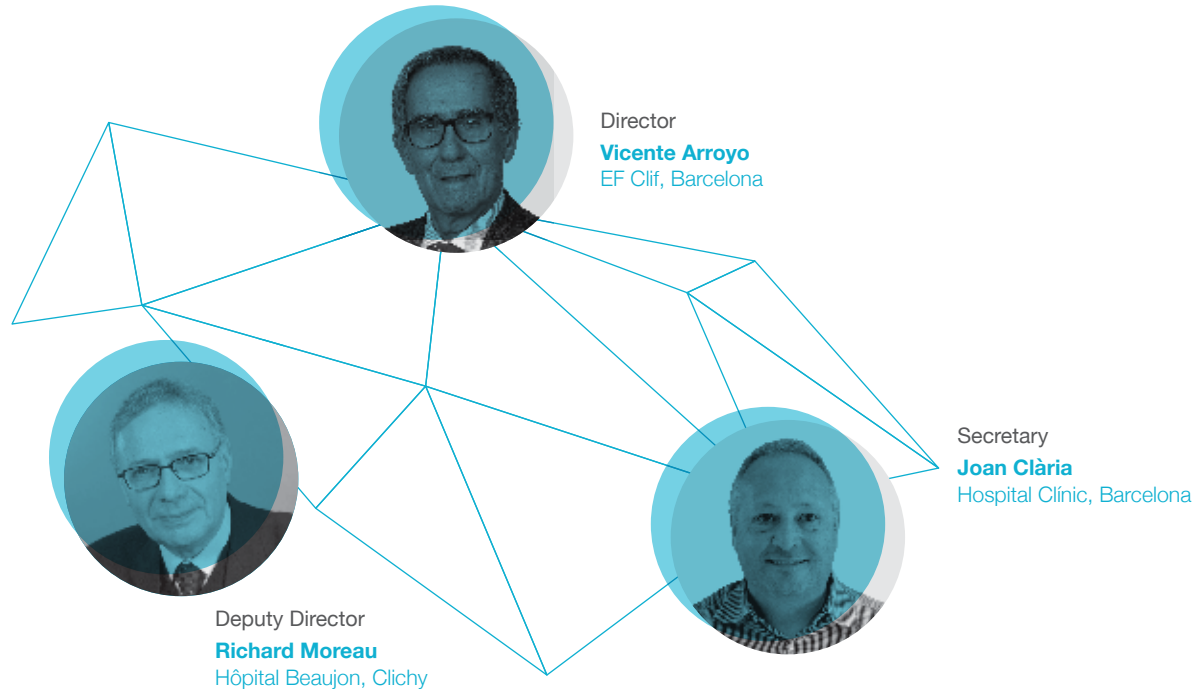 Director
Vicente Arroyo
EF Clif, Barcelona
Secretary
Joan Clària
Hospital Clínic, Barcelona
Deputy Director
Richard Moreau
Hôpital Beaujon, Clichy